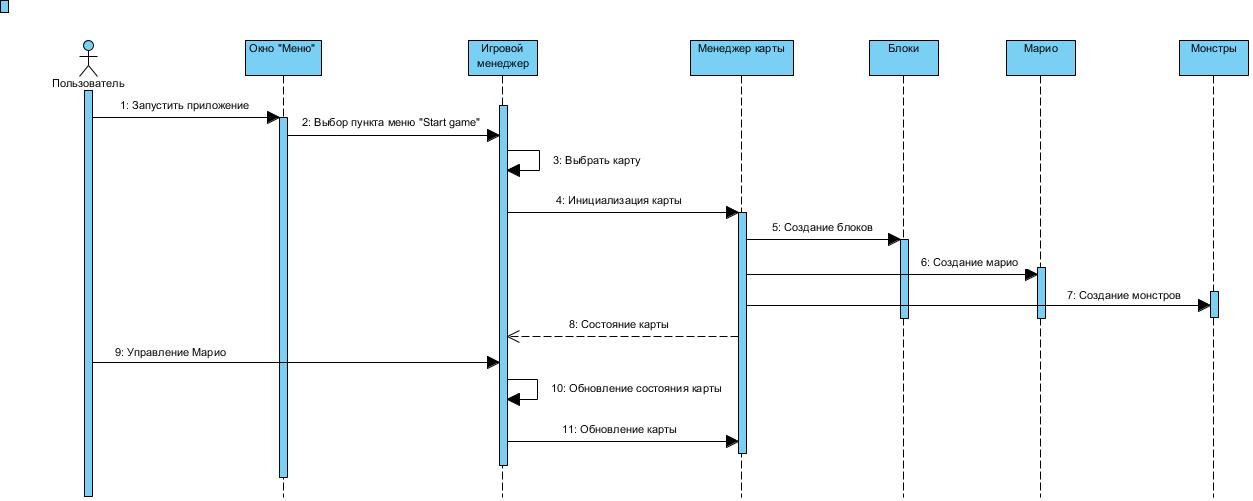 Окно "Меню"
Игровой
менеджер
Менеджер карты
Блоки
Марио
Монстры
Пользователь
1: Запустить приложение
2: Выбор пункта меню "Start game"
3: Выбрать карту
4: Инициализация карты
5: Создание блоков
6: Создание марио
7: Создание монстров
8: Состояние карты
9: Управление Марио
10: Обновление состояния карты
11: Обновление карты